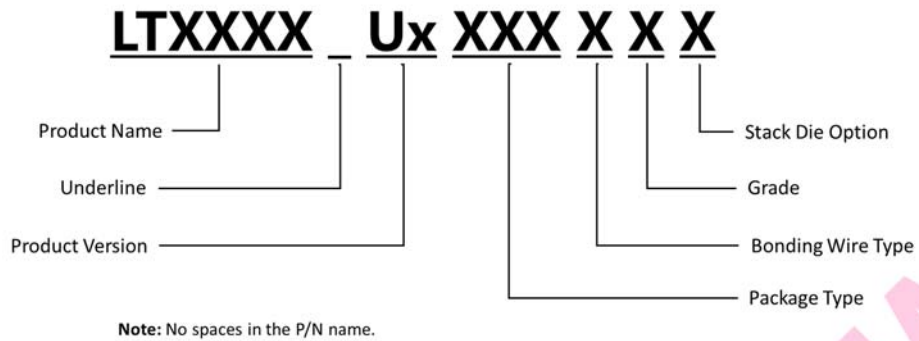 LTXXXX _ Ux XXX X X X
Product Name
Stack Die Option
Underline
Grade
Product Version
Bonding Wire Type
Package Type
Note: No spaces in the P/N name.